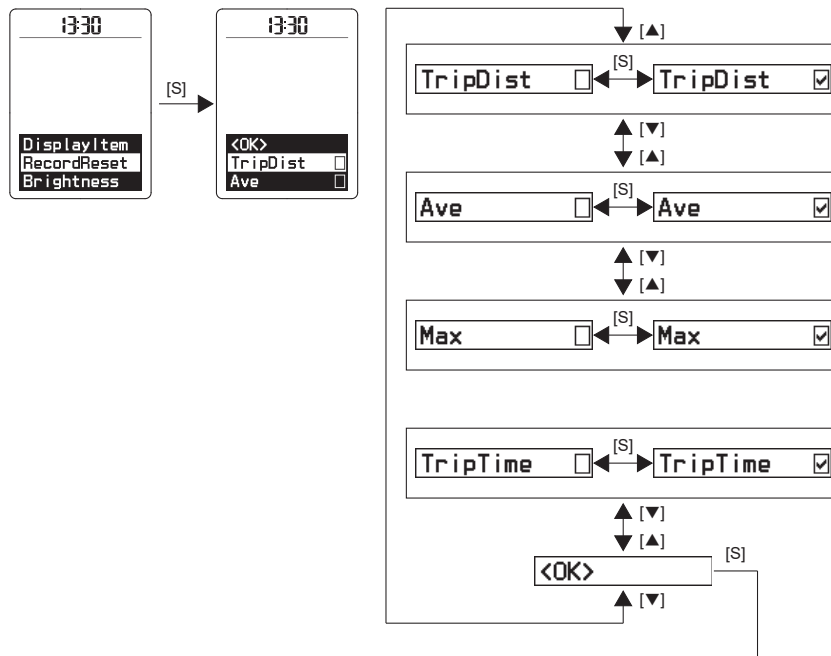 13:30
DisplayItem
RecordReset
Brightness
[S]
13:30
<OK>
TripDist
Ave
[▲]
TripDist [S] TripDist
[▼]
[▲]
Ave [S] Ave
[▼]
[▲]
Max [S] Max
TripTime [S] TripTime
[▼]
[▲]
<OK> [S]
[▼]